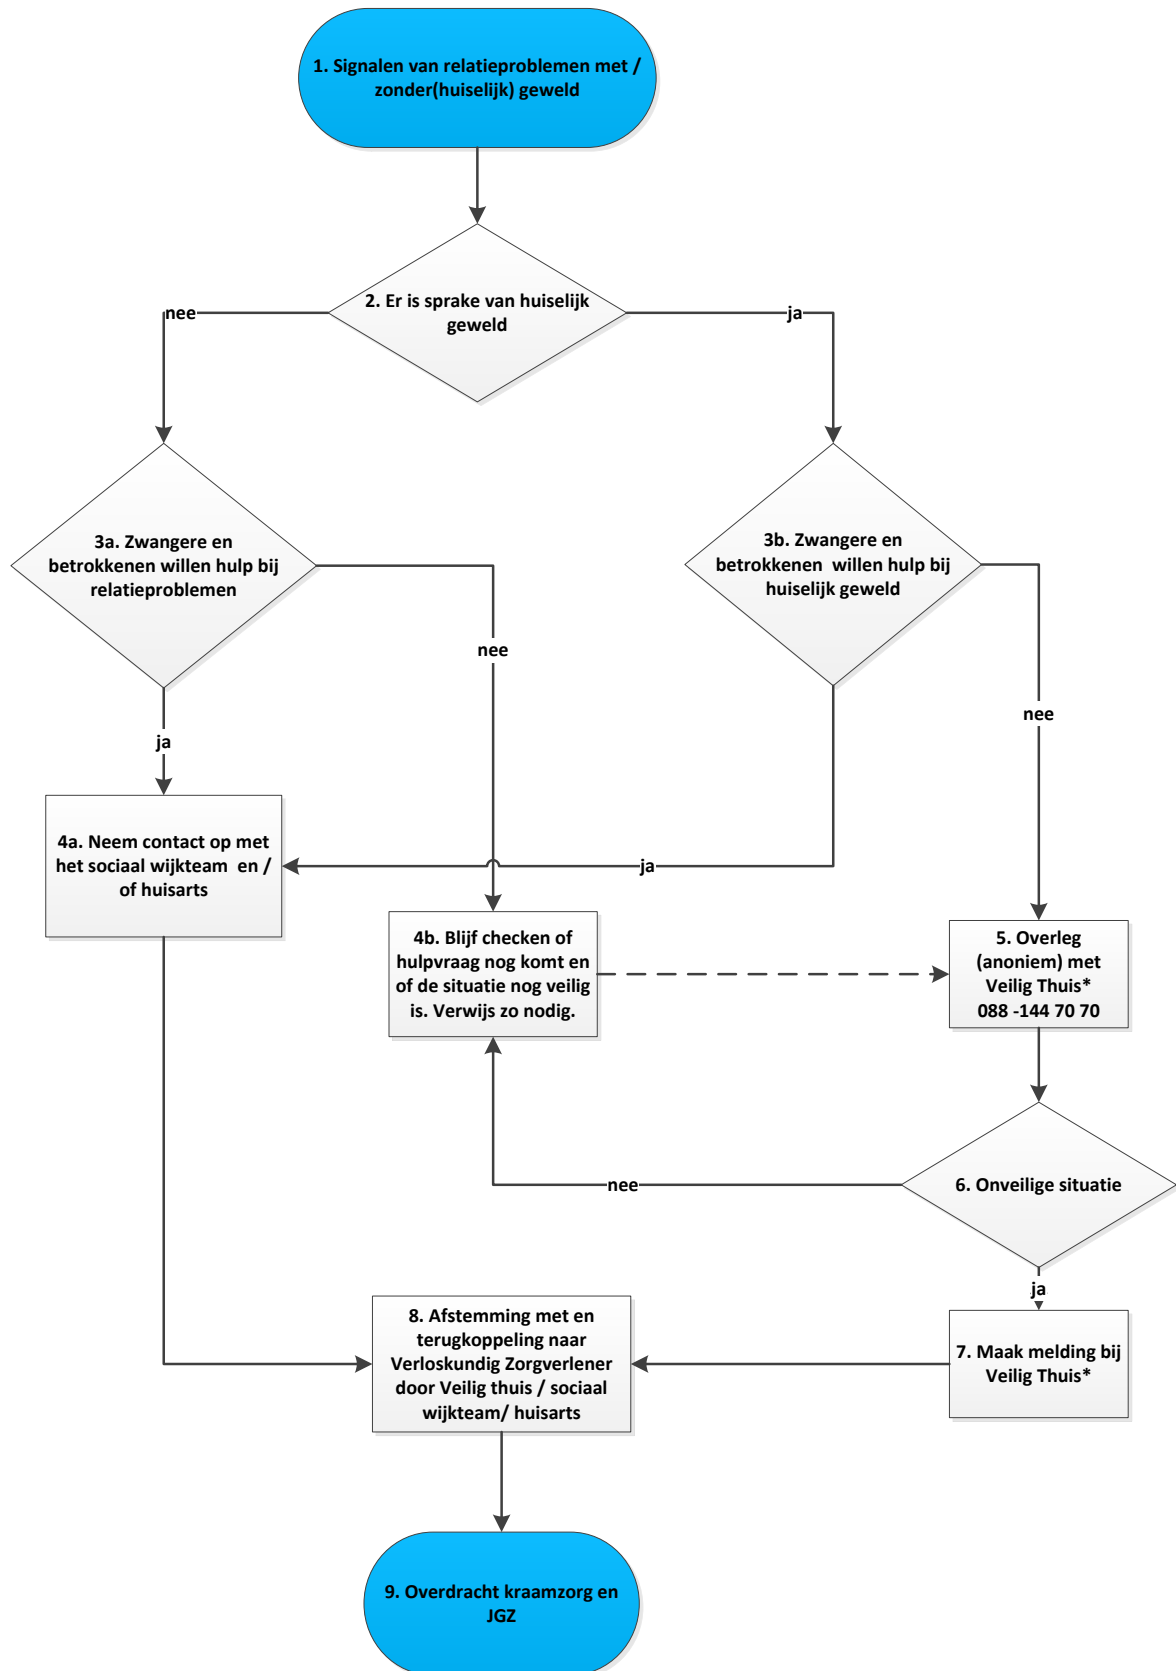 1. Signalen van relatieproblemen met /
zonder(huiselijk) geweld
2. Er is sprake van huiselijk
geweld
nee
ja
3a. Zwangere en
betrokkenen willen hulp bij
relatieproblemen
3b. Zwangere en
betrokkenen  willen hulp bij
huiselijk geweld
nee
nee
ja
4a. Neem contact op met
het sociaal wijkteam  en /
of huisarts
ja
4b. Blijf checken of
hulpvraag nog komt en
of de situatie nog veilig
is. Verwijs zo nodig.
5. Overleg
(anoniem) met
Veilig Thuis*
088 -144 70 70
6. Onveilige situatie
nee
ja
7. Maak melding bij
Veilig Thuis*
8. Afstemming met en
terugkoppeling naar
Verloskundig Zorgverlener
door Veilig thuis / sociaal
wijkteam/ huisarts
9. Overdracht kraamzorg en
JGZ